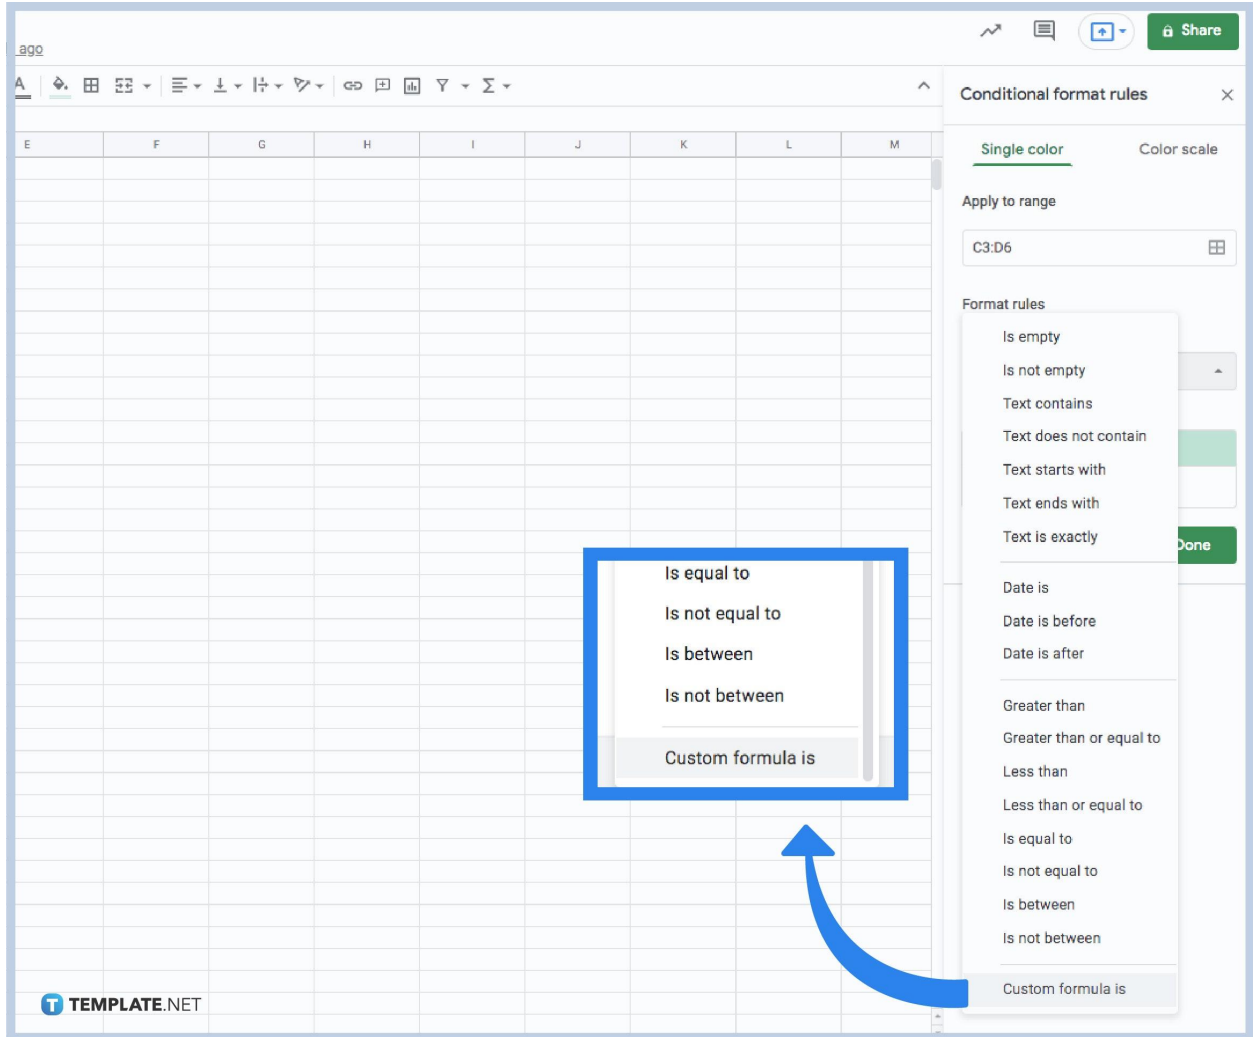 ago
Share
A
Conditional format rules
E F G H I J K L M
Single color Color scale
Apply to range
C3:D6
Format rules
Is empty
Is not empty
Text contains
Text does not contain
Text starts with
Text ends with
Text is exactly
Done
Date is
Date is before
Date is after
Greater than
Greater than or equal to
Less than
Less than or equal to
Is equal to
Is not equal to
Is between
Is not between
Custom formula is
Is equal to
Is not equal to
Is between
Is not between
Custom formula is
T TEMPLATE.NET